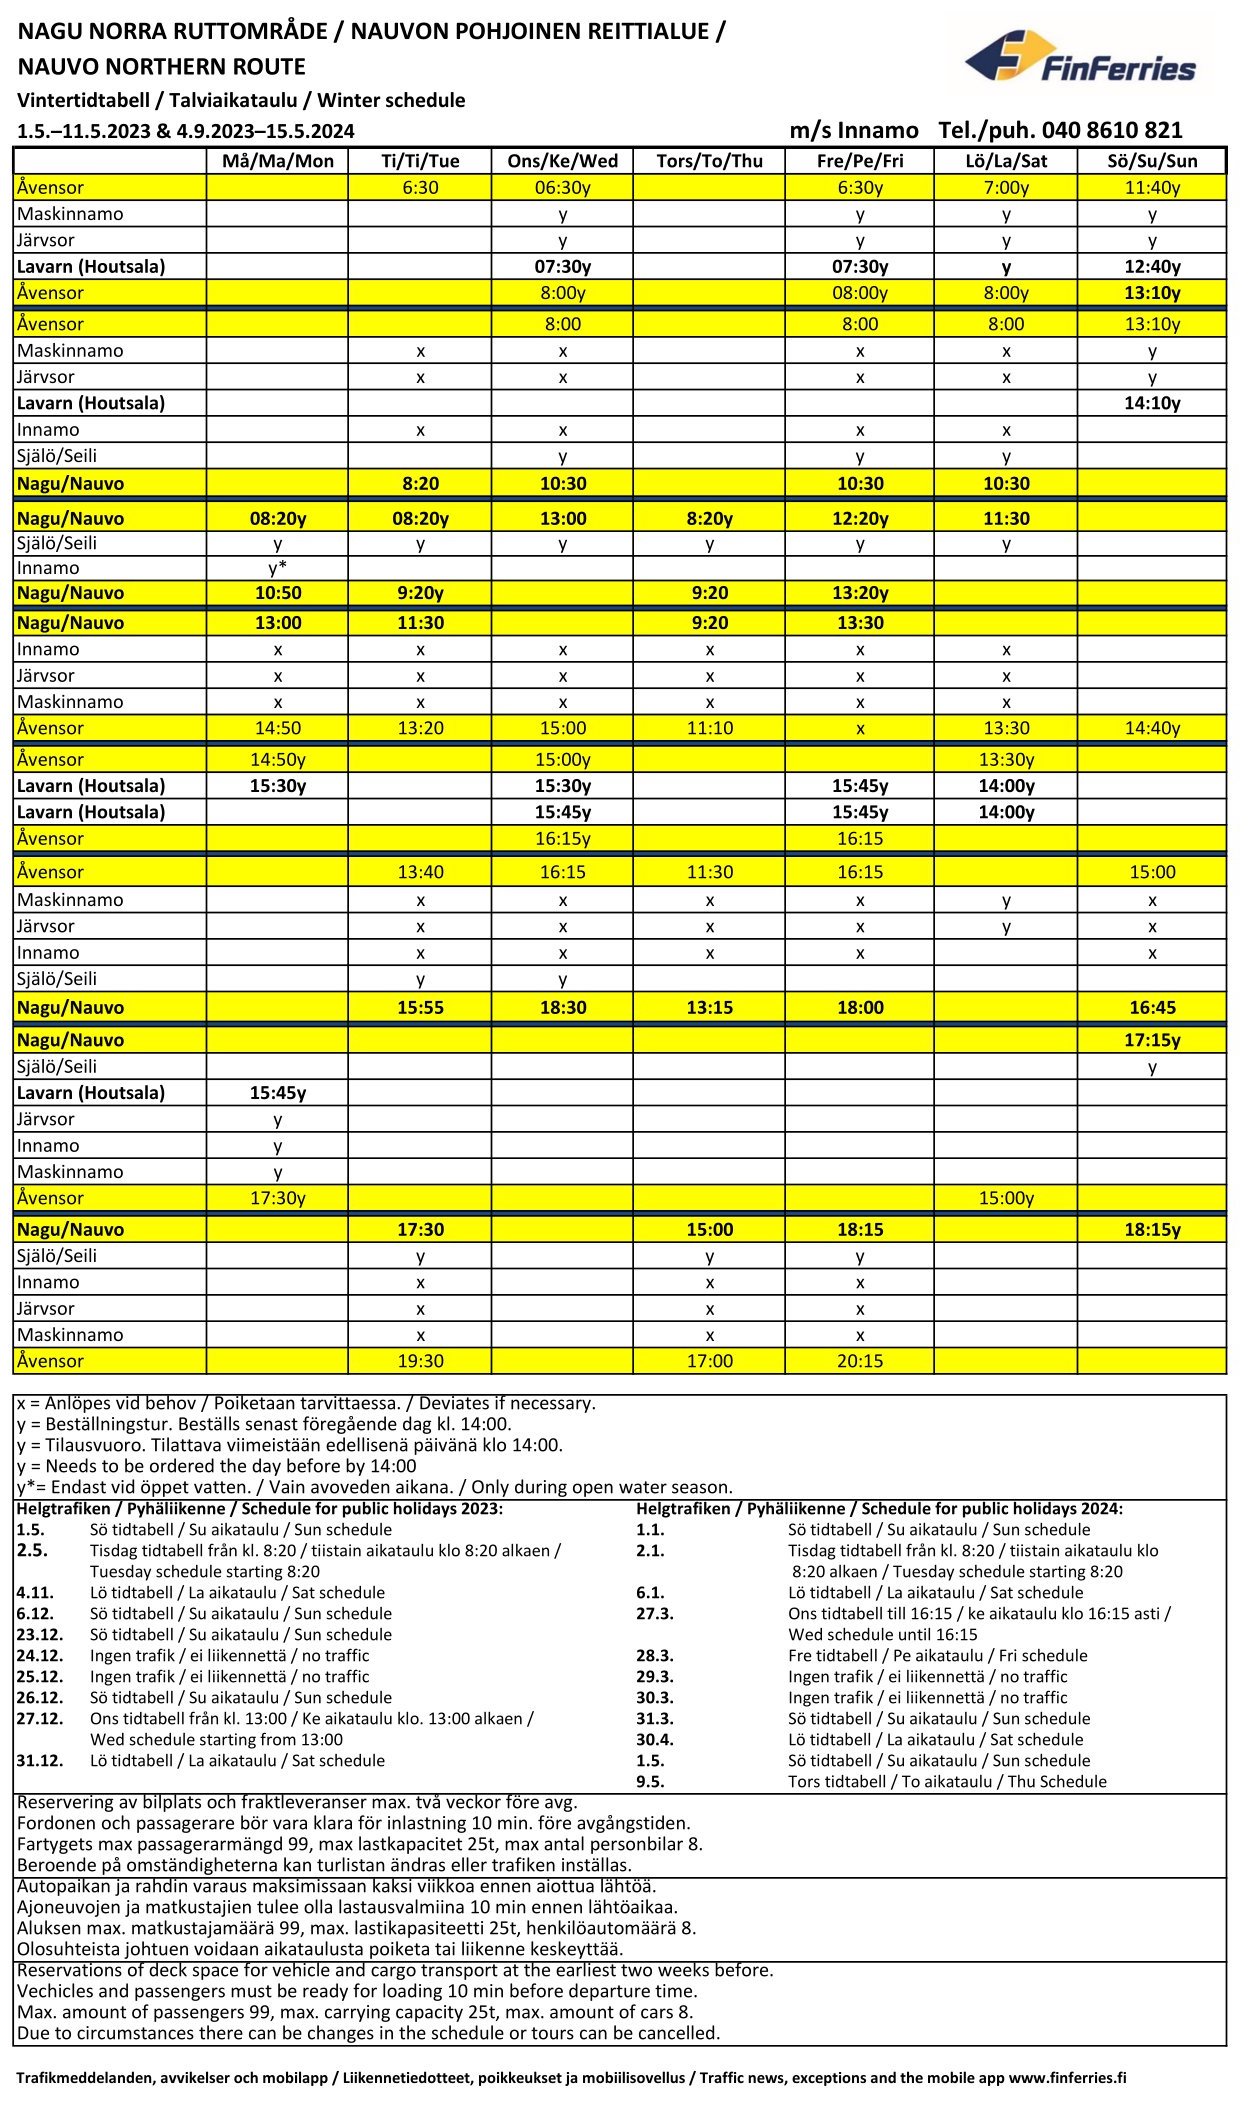 NAGU NORRA RUTTOMRÅDE / NAUVON POHJOINEN REITTIALUE /
NAUVO NORTHERN ROUTE
FinFerries
Vintertidtabell / Talviaikataulu / Winter schedule
1.5.–11.5.2023 & 4.9.2023–15.5.2024 m/s Innamo Tel./puh. 040 8610 821
Må/Ma/Mon Ti/Ti/Tue Ons/Ke/Wed Tors/To/Thu Fre/Pe/Fri Lö/La/Sat Sö/Su/Sun
Åvensor 6:30 06:30y 6:30y 7:00y 11:40y
Maskinnamo y y y y
Järvsor y y y y
Lavarn (Houtsala) 07:30y 07:30y y 12:40y
Åvensor 8:00y 08:00y 8:00y 13:10y
Åvensor 8:00 8:00 8:00 13:10y
Maskinnamo x x x x y
Järvsor x x x x y
Lavarn (Houtsala) 14:10y
Innamo x x x x
Själö/Seili y y y
Nagu/Nauvo 8:20 10:30 10:30 10:30
Nagu/Nauvo 08:20y 08:20y 13:00 8:20y 12:20y 11:30
Själö/Seili y y y y y y
Innamo y*
Nagu/Nauvo 10:50 9:20y 9:20 13:20y
Nagu/Nauvo 13:00 11:30 9:20 13:30
Innamo x x x x x x
Järvsor x x x x x x
Maskinnamo x x x x x x
Åvensor 14:50 13:20 15:00 11:10 x 13:30 14:40y
Åvensor 14:50y 15:00y 13:30y
Lavarn (Houtsala) 15:30y 15:30y 15:45y 14:00y
Lavarn (Houtsala) 15:45y 15:45y 14:00y
Åvensor 16:15y 16:15
Åvensor 13:40 16:15 11:30 16:15 15:00
Maskinnamo x x x x y x
Järvsor x x x x y x
Innamo x x x x x
Själö/Seili y y
Nagu/Nauvo 15:55 18:30 13:15 18:00 16:45
Nagu/Nauvo 17:15y
Själö/Seili y
Lavarn (Houtsala) 15:45y
Järvsor y
Innamo y
Maskinnamo y
Åvensor 17:30y 15:00y
Nagu/Nauvo 17:30 15:00 18:15 18:15y
Själö/Seili y y y
Innamo x x x
Järvsor x x x
Maskinnamo x x x
Åvensor 19:30 17:00 20:15
x = Anlöpes vid behov / Poiketaan tarvittaessa. / Deviates if necessary.
y = Beställningstur. Beställs senast föregående dag kl. 14:00.
y = Tilausvuoro. Tilattava viimeistään edellisenä päivänä klo 14:00.
y = Needs to be ordered the day before by 14:00
y*= Endast vid öppet vatten. / Vain avoveden aikana. / Only during open water season.
Helgtrafiken / Pyhäliikenne / Schedule for public holidays 2023:
1.5. Sö tidtabell / Su aikataulu / Sun schedule
2.5. Tisdag tidtabell från kl. 8:20 / tiistain aikataulu klo 8:20 alkaen /
Tuesday schedule starting 8:20
4.11. Lö tidtabell / La aikataulu / Sat schedule
6.12. Sö tidtabell / Su aikataulu / Sun schedule
23.12. Sö tidtabell / Su aikataulu / Sun schedule
24.12. Ingen trafik / ei liikennettä / no traffic
25.12. Ingen trafik / ei liikennettä / no traffic
26.12. Sö tidtabell / Su aikataulu / Sun schedule
27.12. Ons tidtabell från kl. 13:00 / Ke aikataulu klo. 13:00 alkaen /
Wed schedule starting from 13:00
31.12. Lö tidtabell / La aikataulu / Sat schedule
Helgtrafiken / Pyhäliikenne / Schedule for public holidays 2024:
1.1. Sö tidtabell / Su aikataulu / Sun schedule
2.1. Tisdag tidtabell från kl. 8:20 / tiistain aikataulu klo
8:20 alkaen / Tuesday schedule starting 8:20
6.1. Lö tidtabell / La aikataulu / Sat schedule
27.3. Ons tidtabell till 16:15 / ke aikataulu klo 16:15 asti /
Wed schedule until 16:15
28.3. Fre tidtabell / Pe aikataulu / Fri schedule
29.3. Ingen trafik / ei liikennettä / no traffic
30.3. Ingen trafik / ei liikennettä / no traffic
31.3. Sö tidtabell / Su aikataulu / Sun schedule
30.4. Lö tidtabell / La aikataulu / Sat schedule
1.5. Sö tidtabell / Su aikataulu / Sun schedule
9.5. Tors tidtabell / To aikataulu / Thu Schedule
Reservering av bilplats och fraktleveranser max. två veckor före avg.
Fordonen och passagerare bör vara klara för inlastning 10 min. före avgångstiden.
Fartygets max passagerarmängd 99, max lastkapacitet 25t, max antal personbilar 8.
Beroende på omständigheterna kan turlistan ändras eller trafiken inställas.
Autopaikan ja rahdin varaus maksimissaan kaksi viikkoa ennen aiottua lähtöä.
Ajoneuvojen ja matkustajien tulee olla lastausvalmiina 10 min ennen lähtöaikaa.
Aluksen max. matkustajamäärä 99, max. lastikapasiteetti 25t, henkilöautomäärä 8.
Olosuhteista johtuen voidaan aikataulusta poiketa tai liikenne keskeyttää.
Reservations of deck space for vehicle and cargo transport at the earliest two weeks before.
Vechicles and passengers must be ready for loading 10 min before departure time.
Max. amount of passengers 99, max. carrying capacity 25t, max. amount of cars 8.
Due to circumstances there can be changes in the schedule or tours can be cancelled.
Trafikmeddelanden, avvikelser och mobilapp / Liikennetiedotteet, poikkeukset ja mobiilisovellus / Traffic news, exceptions and the mobile app www.finferries.fi